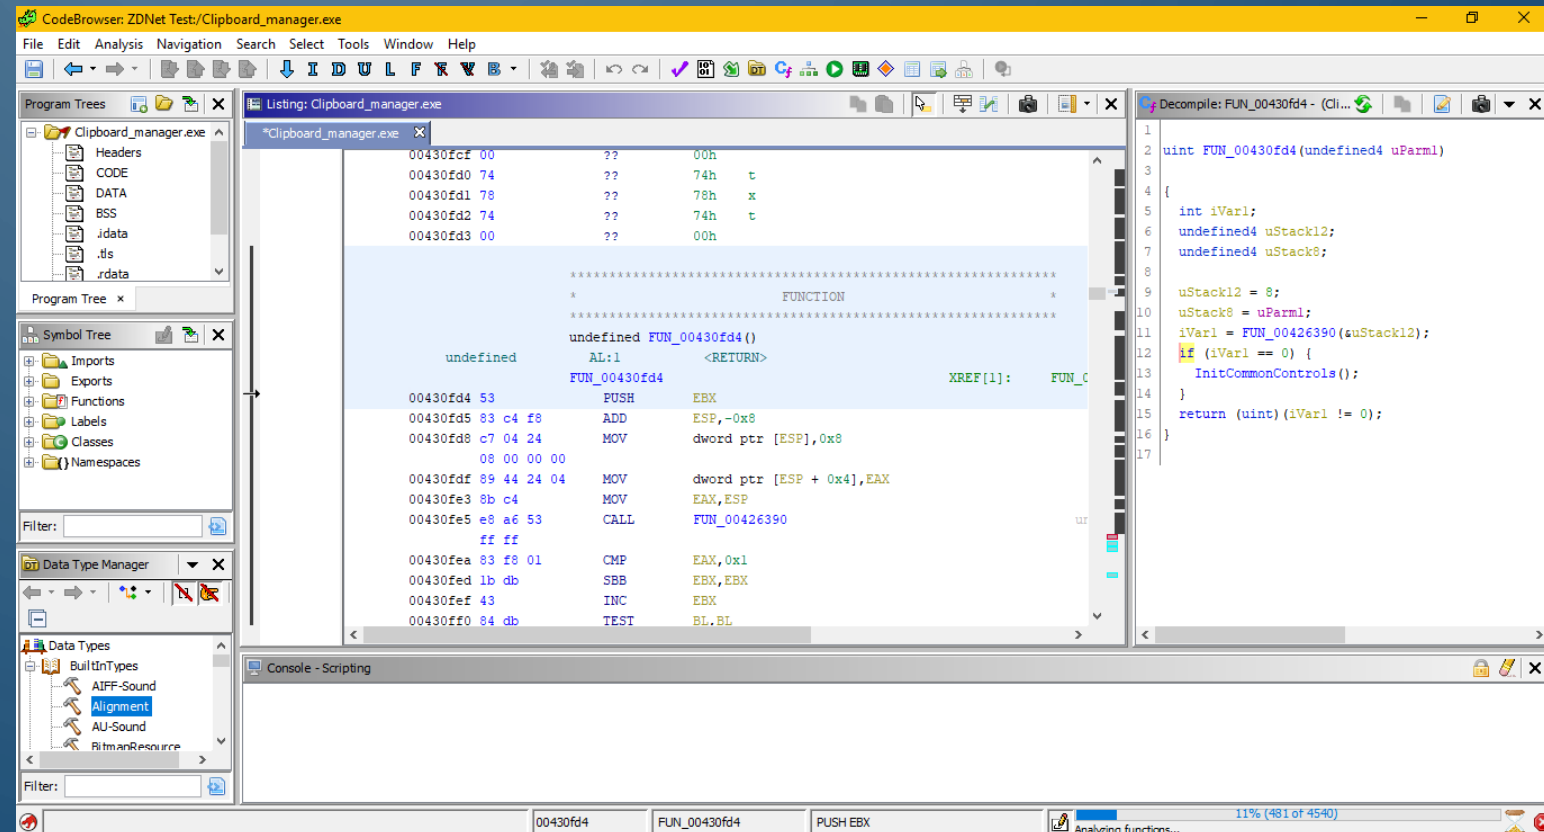 CodeBrowser: ZDNet Test:/Clipboard_manager.exe
File Edit Analysis Navigation Search Select Tools Window Help
I D U L F B
Program Trees
Clipboard_manager.exe
Headers
CODE
DATA
BSS
.idata
.tls
.rdata
Program Tree ×
Symbol Tree
Imports
Exports
Functions
Labels
Classes
Namespaces
Filter:
Data Type Manager
Data Types
BuiltInTypes
AIFF-Sound
Alignment
AU-Sound
BitmapResource
Filter:
Listing: Clipboard_manager.exe
*Clipboard_manager.exe
00430fcf 00 ?? 00h
00430fd0 74 ?? 74h t
00430fd1 78 ?? 78h x
00430fd2 74 ?? 74h t
00430fd3 00 ?? 00h
* FUNCTION *
undefined FUN_00430fd4()
undefined AL:1 <RETURN>
FUN_00430fd4 XREF[1]:
00430fd4 53 PUSH EBX
00430fd5 83 c4 f8 ADD ESP,-0x8
00430fd8 c7 04 24 MOV dword ptr [ESP],0x8
08 00 00 00
00430fdf 89 44 24 04 MOV dword ptr [ESP + 0x4],EAX
00430fe3 8b c4 MOV EAX,ESP
00430fe5 e8 a6 53 CALL FUN_00426390
ff ff
00430fea 83 f8 01 CMP EAX,0x1
00430fed 1b db SBB EBX,EBX
00430fef 43 INC EBX
00430ff0 84 db TEST BL,BL
Decompile: FUN_00430fd4 - (Cli...
1
2 uint FUN_00430fd4(undefined4 uParm1)
3
4 {
5 int iVar1;
6 undefined4 uStack12;
7 undefined4 uStack8;
8
9 uStack12 = 8;
10 uStack8 = uParm1;
11 iVar1 = FUN_00426390(&uStack12);
12 if (iVar1 == 0) {
13 InitCommonControls();
14 }
15 return (uint)(iVar1 != 0);
16 }
17
Console - Scripting
00430fd4
FUN_00430fd4
PUSH EBX
11% (481 of 4540)
Analyzing functions...